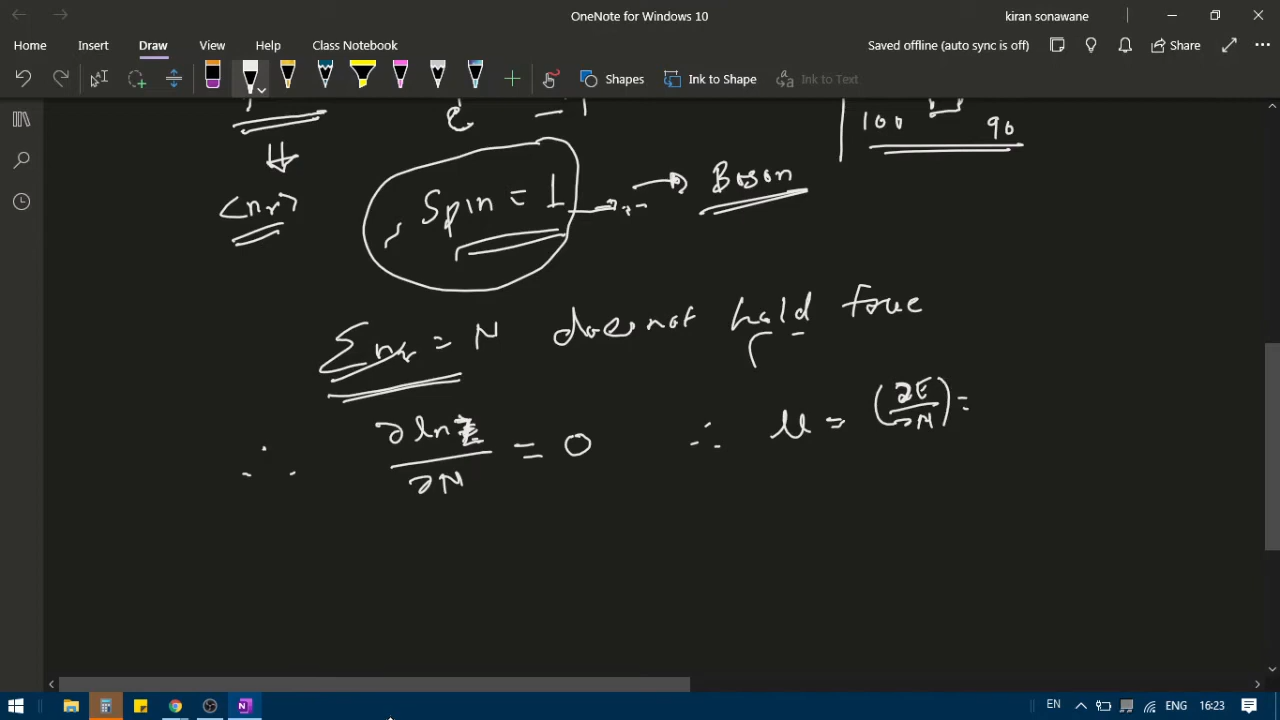 OneNote for Windows 10
kiran sonawane
Home Insert Draw View Help Class Notebook
Saved offline (auto sync is off)
Share
Shapes Ink to Shape Ink to Text
100 90
<nr>
, Spin = 1 → Boson
Σnr = N does not hold true
∴ ∂ln Z / ∂N = 0 ∴ μ = (∂E/∂N) =
EN ENG 16:23